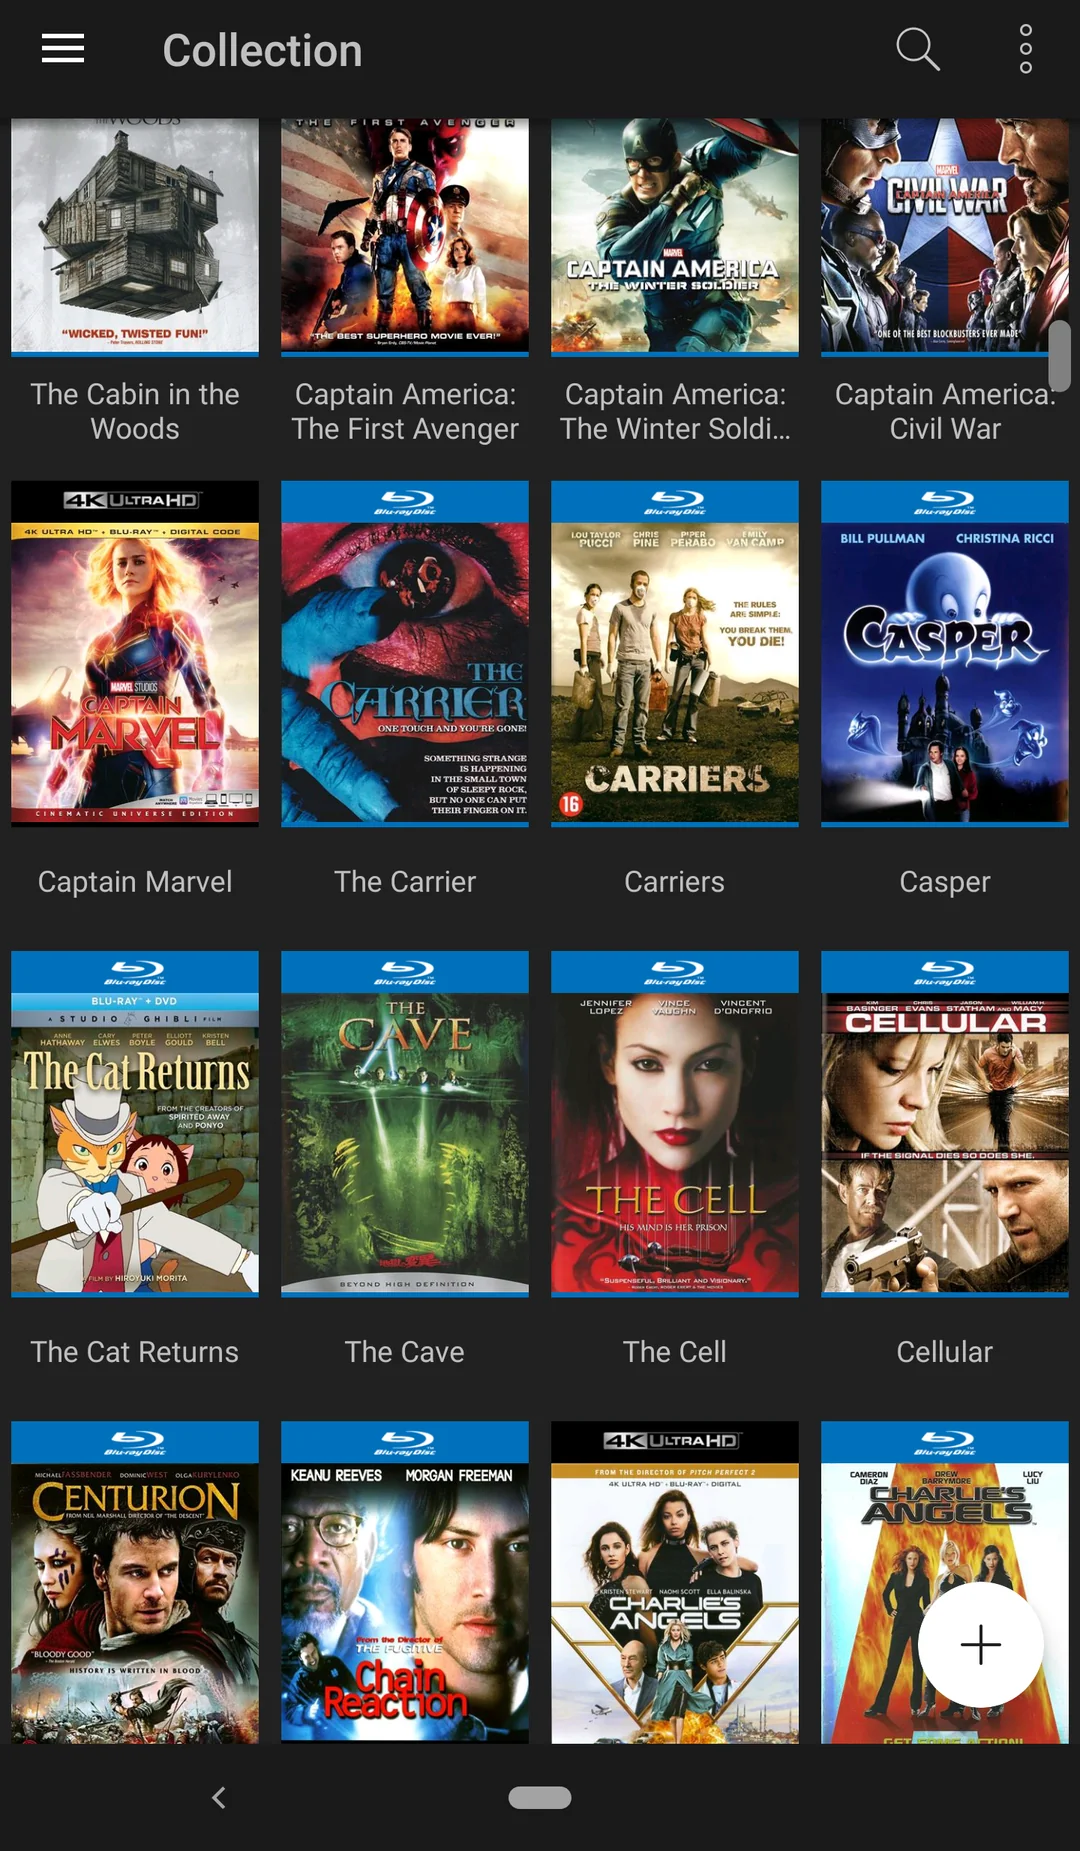 Collection
THE WOODS
"WICKED, TWISTED FUN!"
THE FIRST AVENGER
"THE BEST SUPERHERO MOVIE EVER!"
MARVEL
CAPTAIN AMERICA
THE WINTER SOLDIER
MARVEL
CAPTAIN AMERICA
CIVIL WAR
"ONE OF THE BEST BLOCKBUSTERS EVER MADE"
The Cabin in the
Woods
Captain America:
The First Avenger
Captain America:
The Winter Soldi…
Captain America:
Civil War
4K ULTRA HD
4K ULTRA HD™ + BLU-RAY™ + DIGITAL CODE
MARVEL STUDIOS
CAPTAIN
MARVEL
CINEMATIC UNIVERSE EDITION
Blu-ray Disc
THE
CARRIER
ONE TOUCH AND YOU'RE GONE!
SOMETHING STRANGE
IS HAPPENING
IN THE SMALL TOWN
OF SLEEPY ROCK,
BUT NO ONE CAN PUT
THEIR FINGER ON IT.
Blu-ray Disc
LOU TAYLOR PUCCI
CHRIS PINE
PIPER PERABO
EMILY VAN CAMP
THE RULES
ARE SIMPLE:
YOU BREAK THEM,
YOU DIE!
CARRIERS
16
Blu-ray Disc
BILL PULLMAN CHRISTINA RICCI
CASPER
Captain Marvel
The Carrier
Carriers
Casper
Blu-ray Disc
BLU-RAY™ + DVD
A STUDIO GHIBLI FILM
ANNE HATHAWAY
CARY ELWES
PETER BOYLE
ELLIOTT GOULD
KRISTEN BELL
The Cat Returns
FROM THE CREATORS OF
SPIRITED AWAY
AND PONYO
A FILM BY HIROYUKI MORITA
Blu-ray Disc
THE
CAVE
BEYOND HIGH DEFINITION
Blu-ray Disc
JENNIFER LOPEZ
VINCE VAUGHN
VINCENT D'ONOFRIO
THE CELL
HIS MIND IS HER PRISON
"SUSPENSEFUL, BRILLIANT AND VISIONARY."
Blu-ray Disc
KIM BASINGER
CHRIS EVANS
JASON STATHAM
AND WILLIAM H. MACY
CELLULAR
IF THE SIGNAL DIES SO DOES SHE.
The Cat Returns
The Cave
The Cell
Cellular
Blu-ray Disc
MICHAEL FASSBENDER DOMINIC WEST OLGA KURYLENKO
CENTURION
FROM NEIL MARSHALL DIRECTOR OF "THE DESCENT"
"BLOODY GOOD"
HISTORY IS WRITTEN IN BLOOD
Blu-ray Disc
KEANU REEVES MORGAN FREEMAN
From the Director of
THE FUGITIVE
Chain
Reaction
4K ULTRA HD
FROM THE DIRECTOR OF PITCH PERFECT 2
4K ULTRA HD™ + BLU-RAY™ + DIGITAL
KRISTEN STEWART NAOMI SCOTT ELLA BALINSKA
CHARLIE'S
ANGELS
Blu-ray Disc
CAMERON DIAZ
DREW BARRYMORE
LUCY LIU
CHARLIE'S
ANGELS